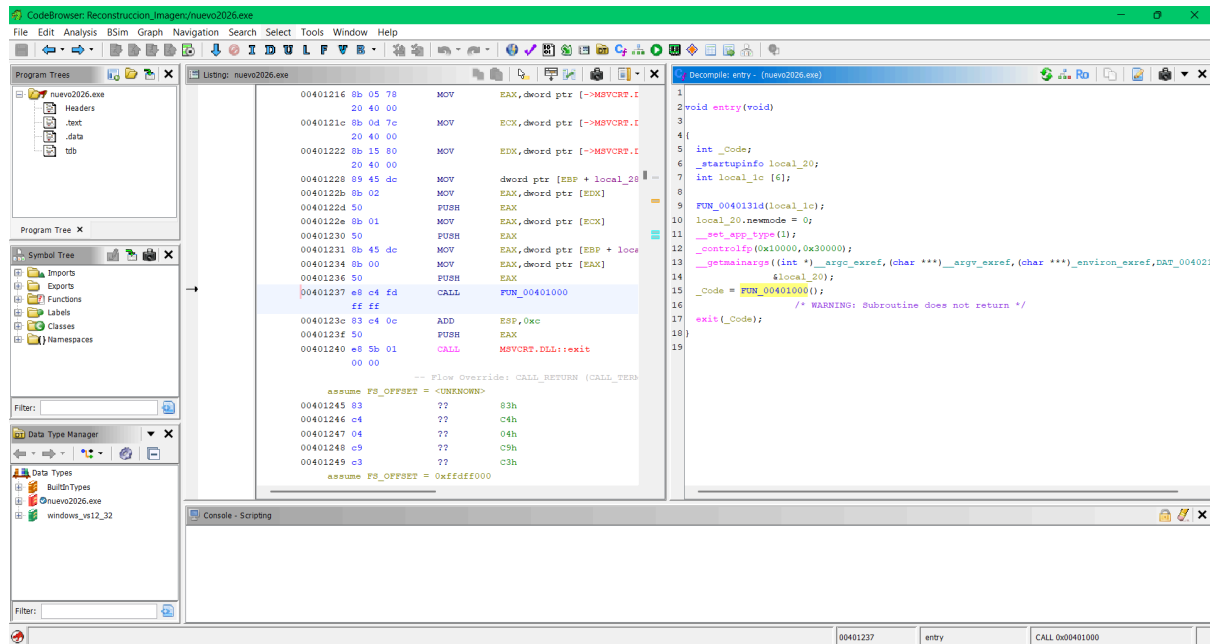 CodeBrowser: Reconstruccion_Imagen:/nuevo2026.exe
File Edit Analysis BSim Graph Navigation Search Select Tools Window Help
I D U L F V B
Program Trees
nuevo2026.exe
Headers
.text
.data
tdb
Program Tree
Symbol Tree
Imports
Exports
Functions
Labels
Classes
Namespaces
Filter:
Data Type Manager
Data Types
BuiltInTypes
nuevo2026.exe
windows_vs12_32
Filter:
Listing: nuevo2026.exe
00401216 8b 05 78 MOV EAX,dword ptr [->MSVCRT.D
20 40 00
0040121c 8b 0d 7c MOV ECX,dword ptr [->MSVCRT.D
20 40 00
00401222 8b 15 80 MOV EDX,dword ptr [->MSVCRT.D
20 40 00
00401228 89 45 dc MOV dword ptr [EBP + local_28
0040122b 8b 02 MOV EAX,dword ptr [EDX]
0040122d 50 PUSH EAX
0040122e 8b 01 MOV EAX,dword ptr [ECX]
00401230 50 PUSH EAX
00401231 8b 45 dc MOV EAX,dword ptr [EBP + loca
00401234 8b 00 MOV EAX,dword ptr [EAX]
00401236 50 PUSH EAX
00401237 e8 c4 fd CALL FUN_00401000
ff ff
0040123c 83 c4 0c ADD ESP,0xc
0040123f 50 PUSH EAX
00401240 e8 5b 01 CALL MSVCRT.DLL::exit
00 00
-- Flow Override: CALL_RETURN (CALL_TERM
assume FS_OFFSET = <UNKNOWN>
00401245 83 ?? 83h
00401246 c4 ?? C4h
00401247 04 ?? 04h
00401248 c9 ?? C9h
00401249 c3 ?? C3h
assume FS_OFFSET = 0xffdff000
Decompile: entry - (nuevo2026.exe)
Ro
1
2 void entry(void)
3
4 {
5 int _Code;
6 _startupinfo local_20;
7 int local_1c [6];
8
9 FUN_0040131d(local_1c);
10 local_20.newmode = 0;
11 __set_app_type(1);
12 _controlfp(0x10000,0x30000);
13 __getmainargs((int *)__argc_exref,(char ***)__argv_exref,(char ***)_environ_exref,DAT_004021
14 &local_20);
15 _Code = FUN_00401000();
16 /* WARNING: Subroutine does not return */
17 exit(_Code);
18 }
19
Console - Scripting
00401237 entry CALL 0x00401000